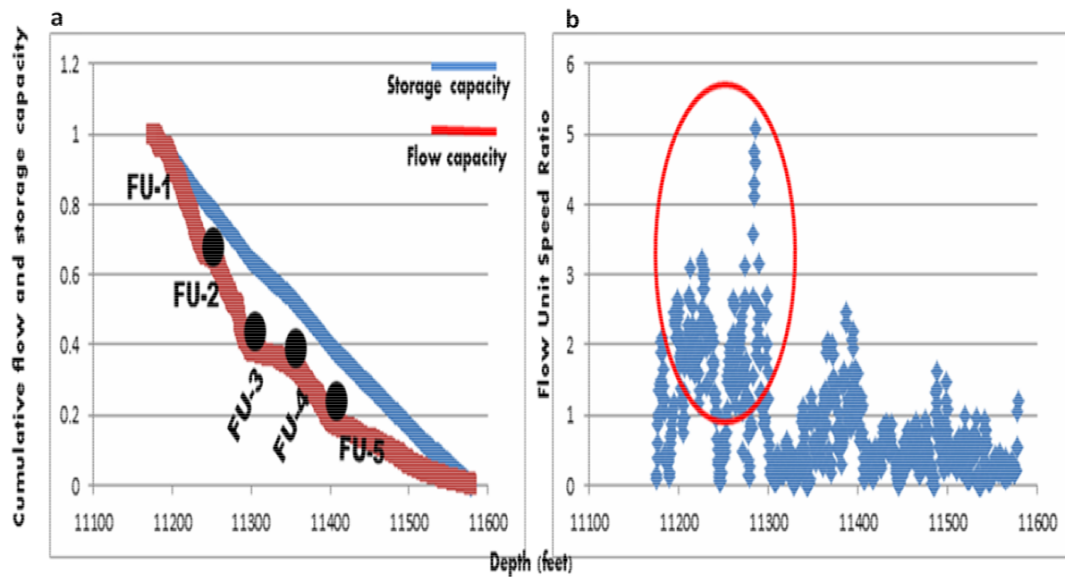 a
Cumulative flow and storage capacity
1.2
1
0.8
0.6
0.4
0.2
0
Storage capacity
Flow capacity
FU-1
FU-2
FU-3
FU-4
FU-5
11100 11200 11300 11400 11500 11600
b
Flow Unit Speed Ratio
6
5
4
3
2
1
0
11100 11200 11300 11400 11500 11600
Depth (feet)